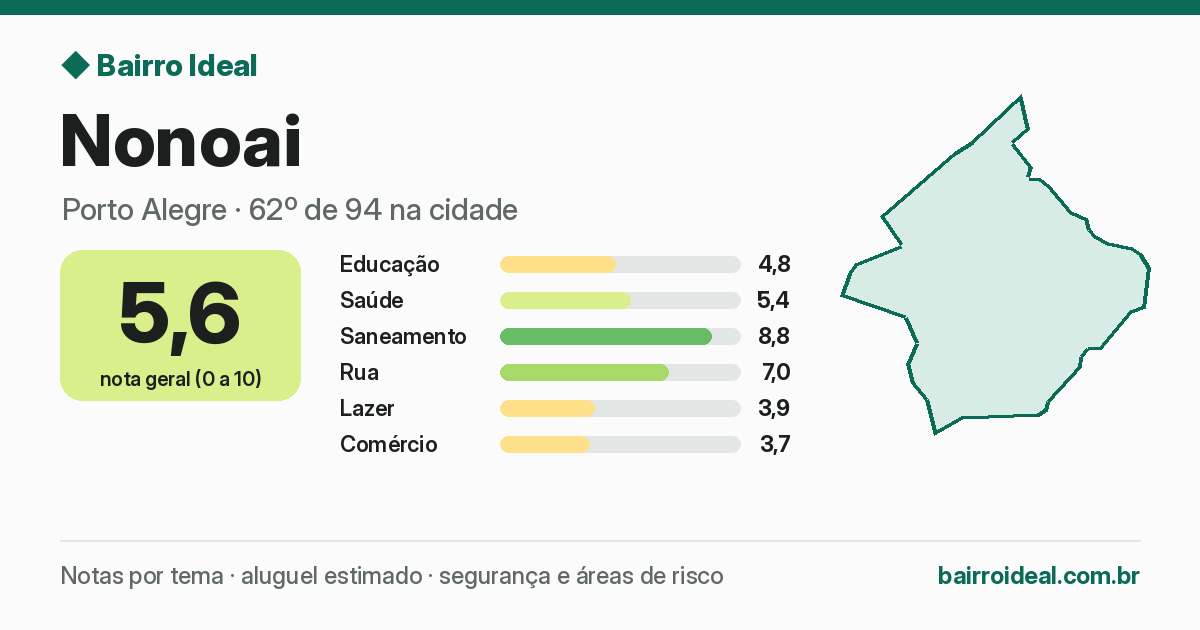 Bairro Ideal
Nonoai
Porto Alegre · 62º de 94 na cidade
5,6
nota geral (0 a 10)
Educação 4,8
Saúde 5,4
Saneamento 8,8
Rua 7,0
Lazer 3,9
Comércio 3,7
Notas por tema · aluguel estimado · segurança e áreas de risco
bairroideal.com.br